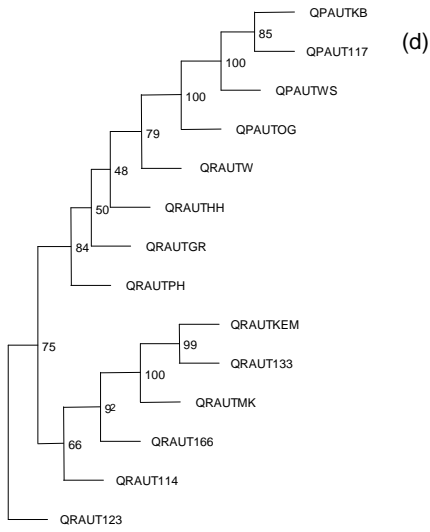 QPAUTKB
85
(d)
QPAUT117
100
QPAUTWS
100
QPAUTOG
79
QRAUTW
48
QRAUTHH
50
QRAUTGR
84
QRAUTPH
QRAUTKEM
99
75
QRAUT133
100
QRAUTMK
92
QRAUT166
66
QRAUT114
QRAUT123